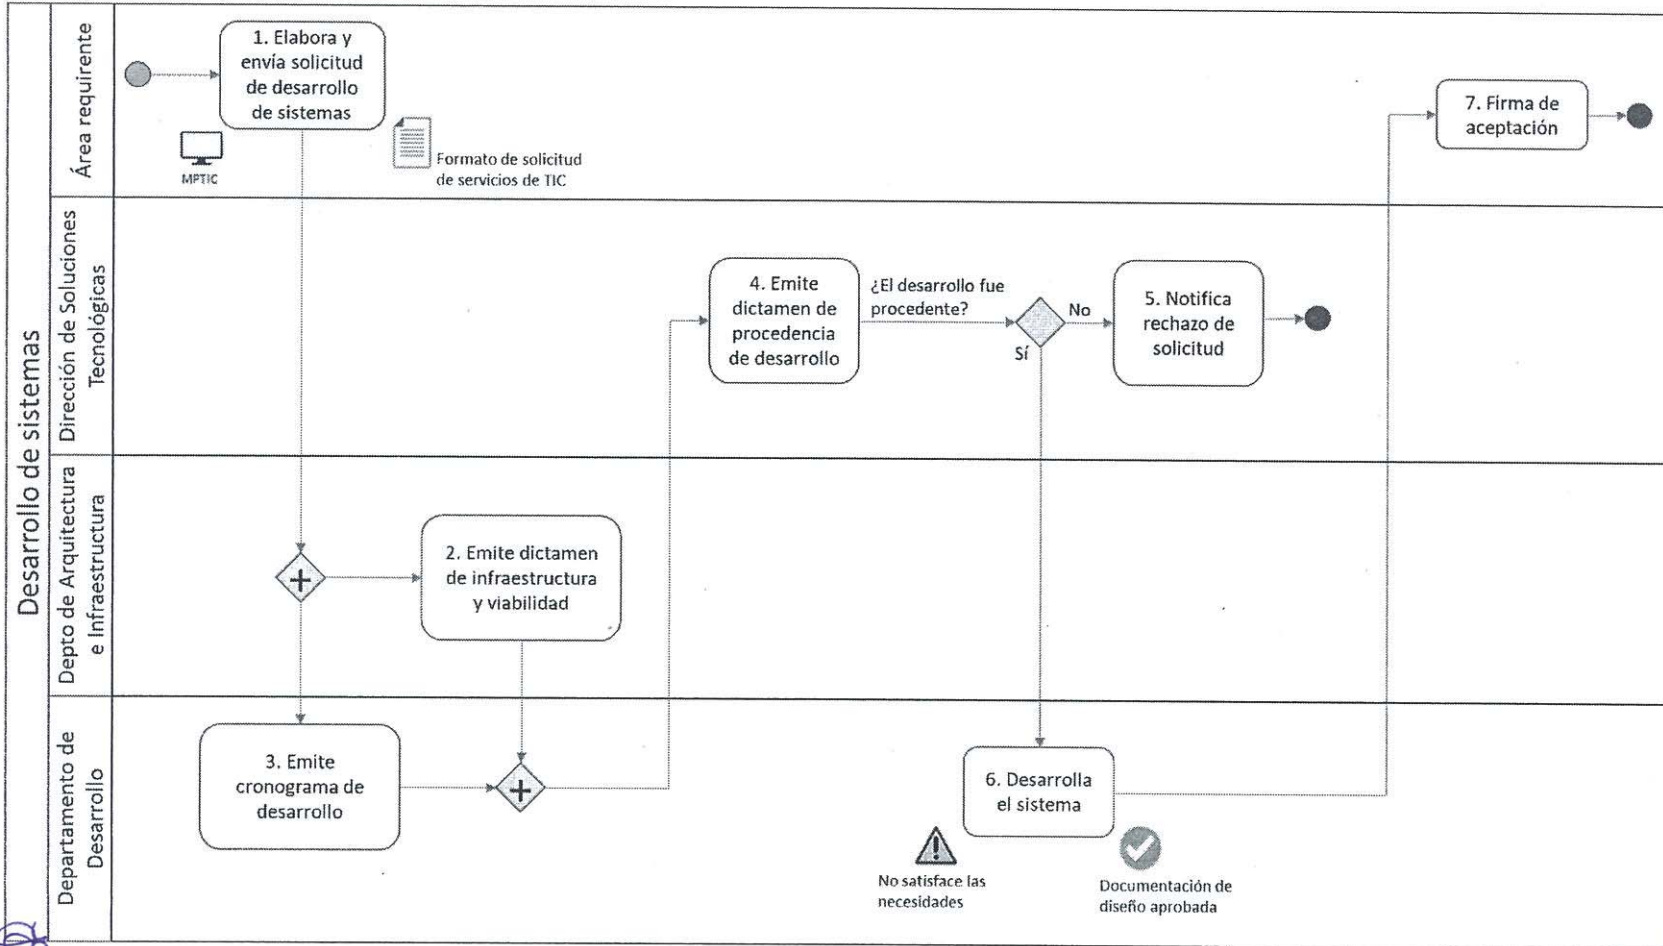 Desarrollo de sistemas
Área requirente
1. Elabora y
envía solicitud
de desarrollo
de sistemas
MPTIC
Formato de solicitud
de servicios de TIC
7. Firma de
aceptación
Dirección de Soluciones
Tecnológicas
4. Emite
dictamen de
procedencia
de desarrollo
¿El desarrollo fue
procedente?
No
Sí
5. Notifica
rechazo de
solicitud
Depto de Arquitectura
e Infraestructura
2. Emite dictamen
de infraestructura
y viabilidad
Departamento de
Desarrollo
3. Emite
cronograma de
desarrollo
6. Desarrolla
el sistema
No satisface las
necesidades
Documentación de
diseño aprobada